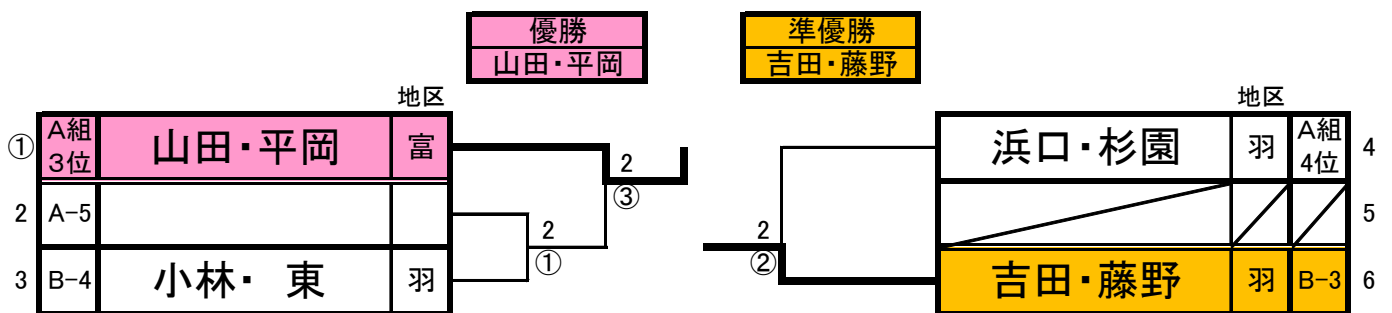 優勝 準優勝
山田・平岡 吉田・藤野
地区 地区
① A組3位 山田・平岡 富 2 浜口・杉園 羽 A組4位 4
③
2 A-5 5
2 2
① ②
3 B-4 小林・ 東 羽 吉田・藤野 羽 B-3 6